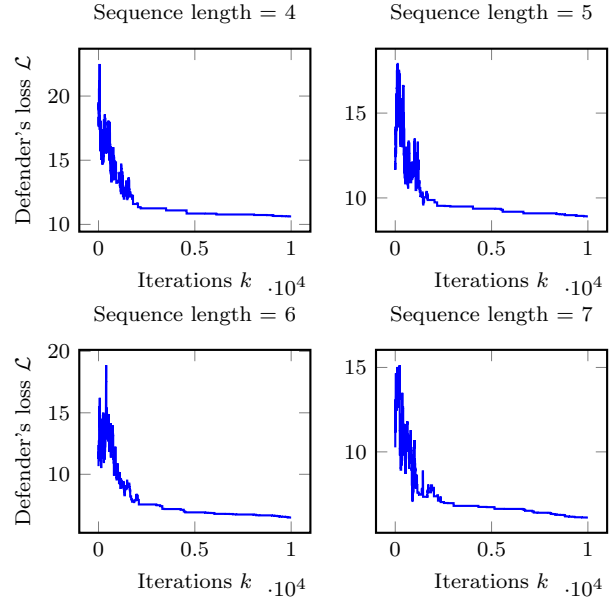 Sequence length = 4
Sequence length = 5
Defender's loss ℒ
20
15
10
0
0.5
1
Iterations k
·10⁴
15
10
0
0.5
1
Iterations k
·10⁴
Sequence length = 6
Sequence length = 7
Defender's loss ℒ
20
15
10
0
0.5
1
Iterations k
·10⁴
15
10
0
0.5
1
Iterations k
·10⁴